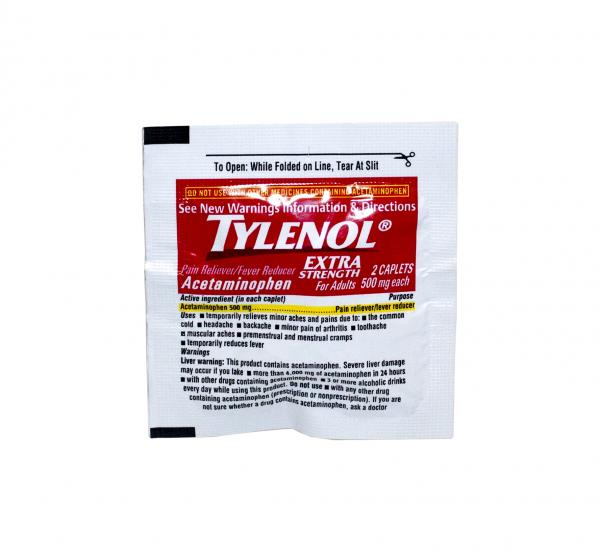 To Open: While Folded on Line, Tear At Slit
DO NOT USE WITH OTHER MEDICINES CONTAINING ACETAMINOPHEN
See New Warnings Information & Directions
TYLENOL®
Pain Reliever/Fever Reducer EXTRA STRENGTH 2 CAPLETS
Acetaminophen For Adults 500 mg each
Active ingredient (in each caplet) Purpose
Acetaminophen 500 mg Pain reliever/fever reducer
Uses ■ temporarily relieves minor aches and pains due to: ■ the common
cold ■ headache ■ backache ■ minor pain of arthritis ■ toothache
■ muscular aches ■ premenstrual and menstrual cramps
■ temporarily reduces fever
Warnings
Liver warning: This product contains acetaminophen. Severe liver damage
may occur if you take ■ more than 4,000 mg of acetaminophen in 24 hours
■ with other drugs containing acetaminophen ■ 3 or more alcoholic drinks
every day while using this product. Do not use ■ with any other drug
containing acetaminophen (prescription or nonprescription). If you are
not sure whether a drug contains acetaminophen, ask a doctor